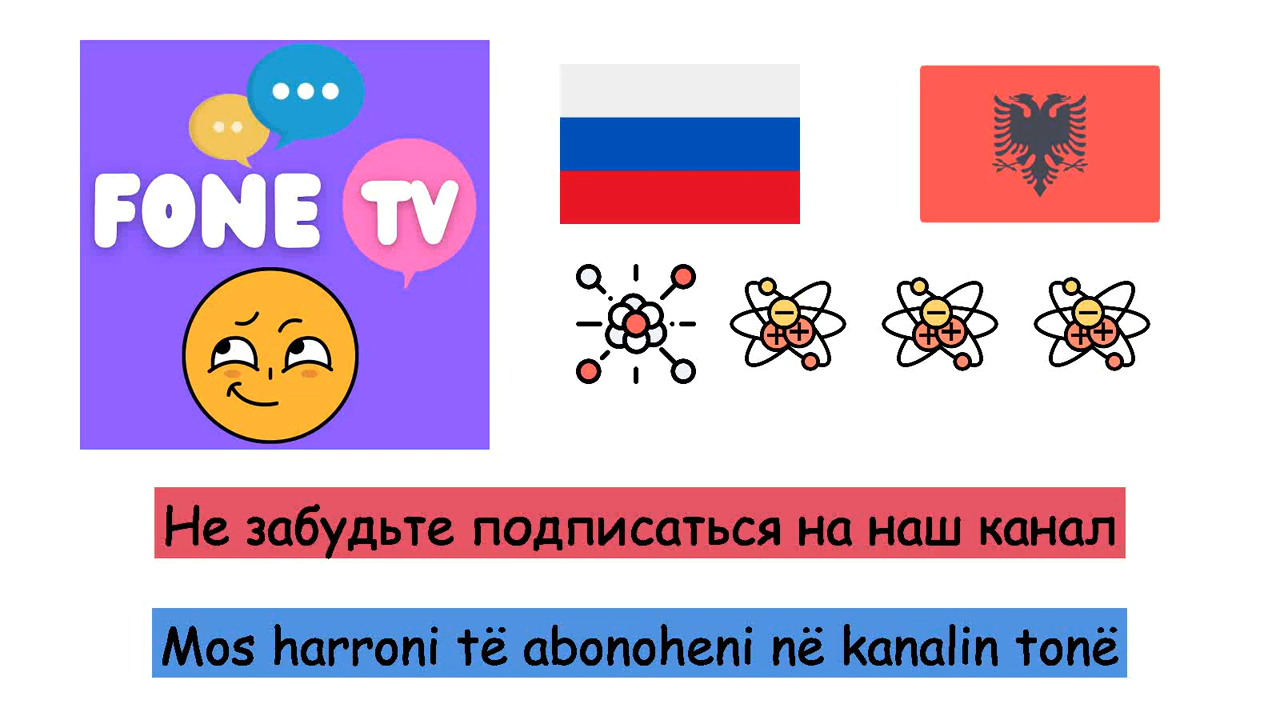 FONE TV
Не забудьте подписаться на наш канал
Mos harroni të abonoheni në kanalin tonë